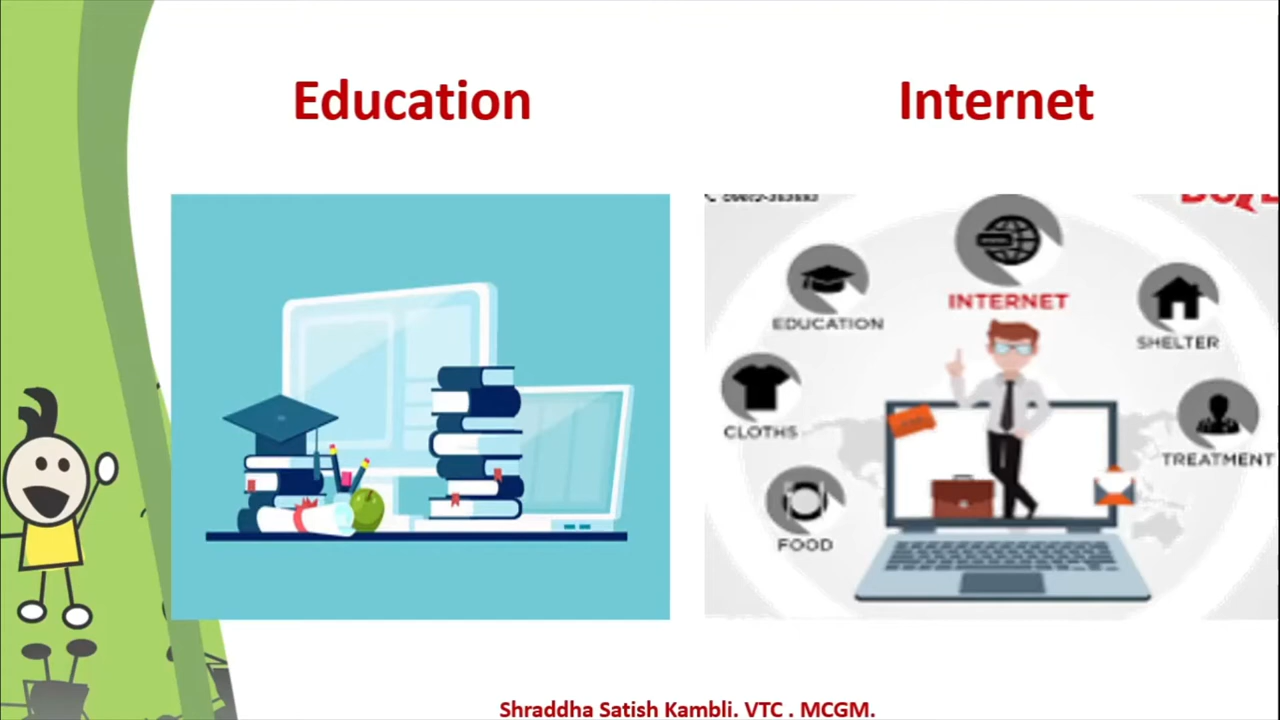 Education
Internet
INTERNET
EDUCATION
SHELTER
CLOTHS
TREATMENT
FOOD
Shraddha Satish Kambli. VTC . MCGM.